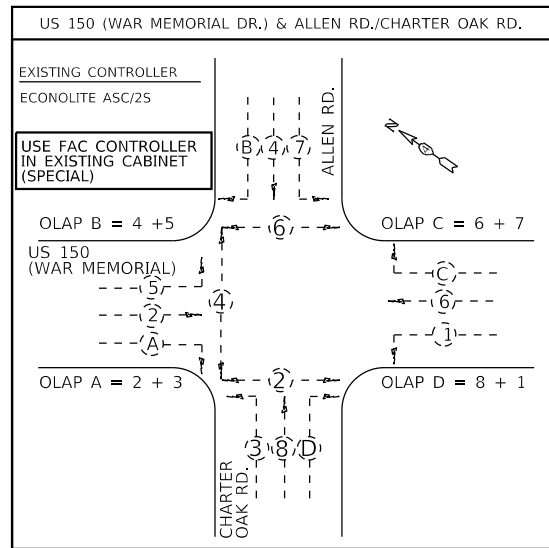 US 150 (WAR MEMORIAL DR.) & ALLEN RD./CHARTER OAK RD.
EXISTING CONTROLLER
ECONOLITE ASC/2S
USE FAC CONTROLLER
IN EXISTING CABINET
(SPECIAL)
ALLEN RD.
N
B 4 7
OLAP B = 4 +5
6
OLAP C = 6 + 7
US 150
(WAR MEMORIAL)
5
C
2
4
6
A
1
OLAP A = 2 + 3
2
OLAP D = 8 + 1
3 8 D
CHARTER
OAK RD.